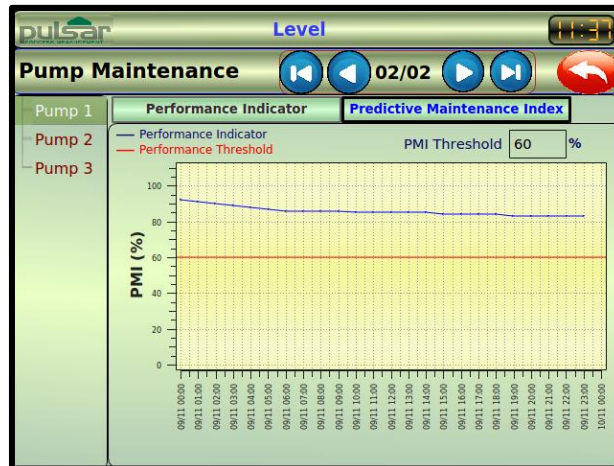 pulsar
Level
11:37
Pump Maintenance
02/02
Pump 1
Pump 2
Pump 3
Performance Indicator
Predictive Maintenance Index
Performance Indicator
Performance Threshold
PMI Threshold 60 %
PMI (%)
100
80
60
40
20
0
09/11 00:00
09/11 01:00
09/11 02:00
09/11 03:00
09/11 04:00
09/11 05:00
09/11 06:00
09/11 07:00
09/11 08:00
09/11 09:00
09/11 10:00
09/11 11:00
09/11 12:00
09/11 13:00
09/11 14:00
09/11 15:00
09/11 16:00
09/11 17:00
09/11 18:00
09/11 19:00
09/11 20:00
09/11 21:00
09/11 22:00
09/11 23:00
10/11 00:00